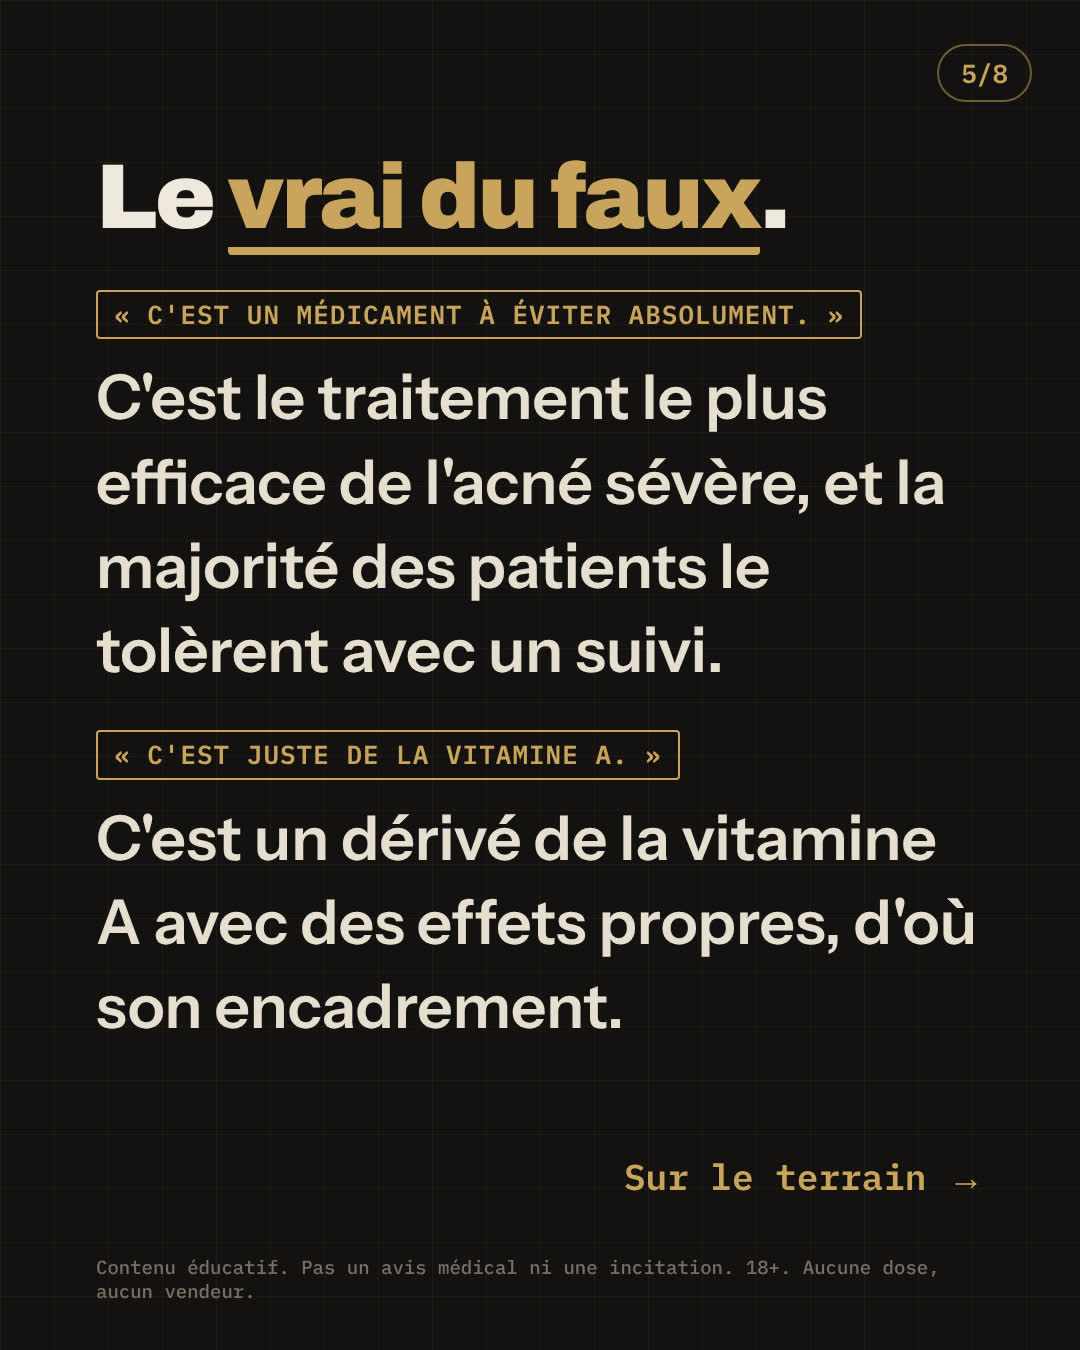 5/8
Le vrai du faux.
« C'EST UN MÉDICAMENT À ÉVITER ABSOLUMENT. »
C'est le traitement le plus
efficace de l'acné sévère, et la
majorité des patients le
tolèrent avec un suivi.
« C'EST JUSTE DE LA VITAMINE A. »
C'est un dérivé de la vitamine
A avec des effets propres, d'où
son encadrement.
Sur le terrain →
Contenu éducatif. Pas un avis médical ni une incitation. 18+. Aucune dose,
aucun vendeur.